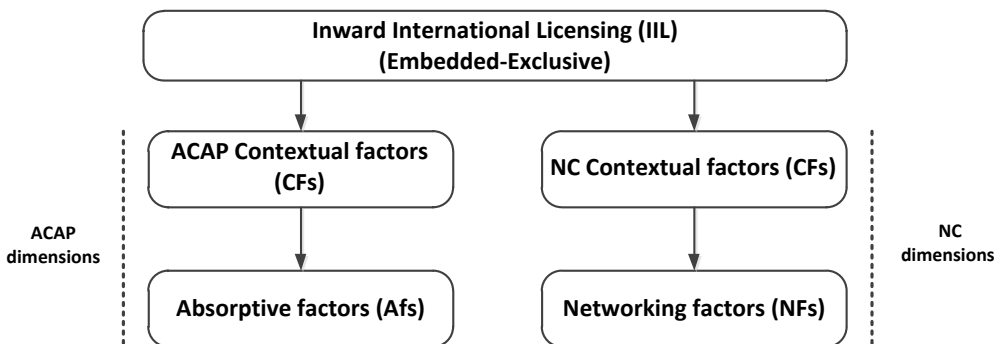 Inward International Licensing (IIL)
(Embedded-Exclusive)
ACAP Contextual factors
(CFs)
NC Contextual factors (CFs)
ACAP
dimensions
NC
dimensions
Absorptive factors (Afs)
Networking factors (NFs)